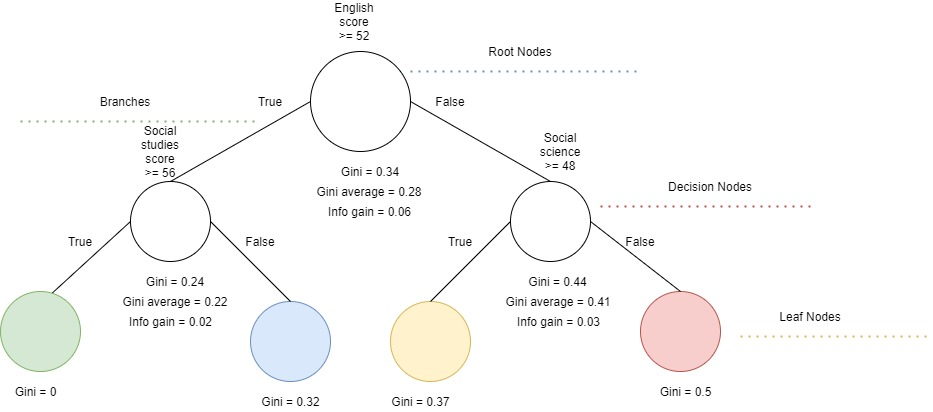 English
score
>= 52
Root Nodes
Branches
True
False
Social
studies
score
>= 56
Social
science
>= 48
Gini = 0.34
Gini average = 0.28
Info gain = 0.06
Decision Nodes
True
False
True
False
Gini = 0.24
Gini average = 0.22
Info gain = 0.02
Gini = 0.44
Gini average = 0.41
Info gain = 0.03
Leaf Nodes
Gini = 0
Gini = 0.32
Gini = 0.37
Gini = 0.5